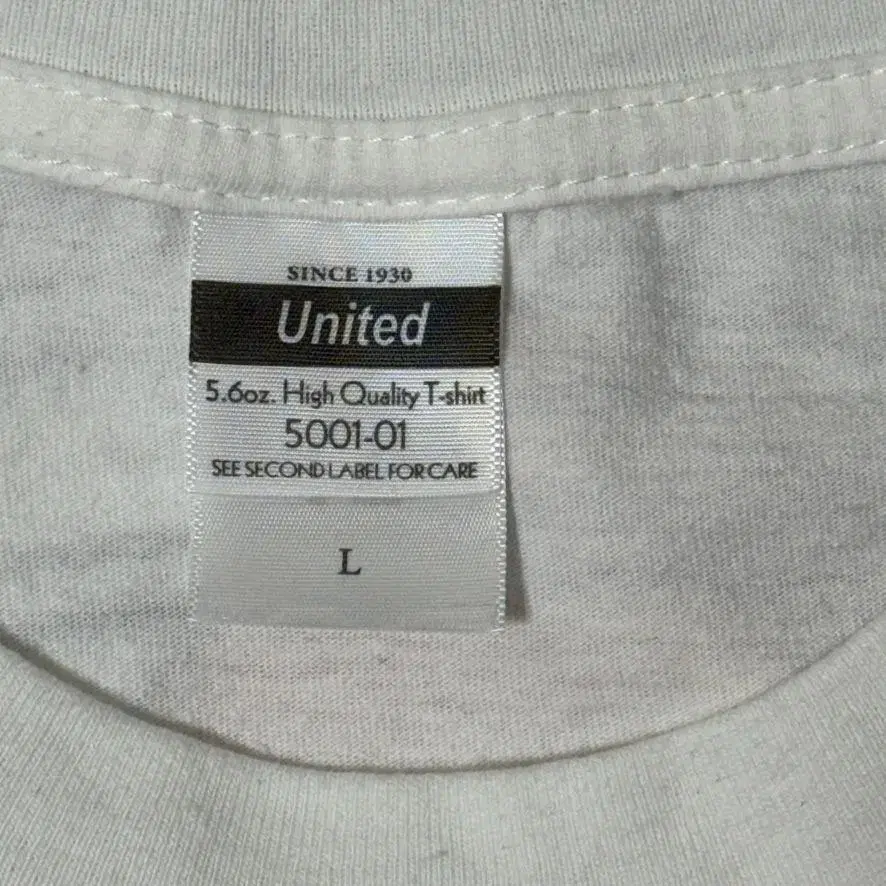 SINCE 1930
United
5.6oz. High Quality T-shirt
5001-01
SEE SECOND LABEL FOR CARE
L